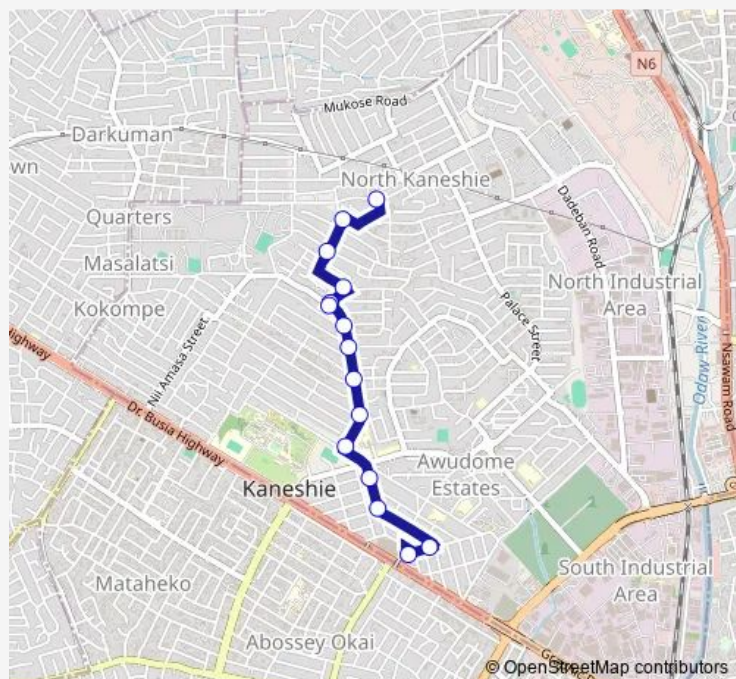 N6
Mukose Road
Darkuman
wn
North Kaneshie
Quarters
Dadeban Road
Masalatsi
North Industrial
Area
Kokompe
Palace Street
Odaw River
Nsawam Road
Nii Amasa Street
Highway
Dr. Busia Highway
Awudome
Estates
Kaneshie
South Industrial
Area
Mataheko
Abossey Okai
© OpenStreetMap contributors